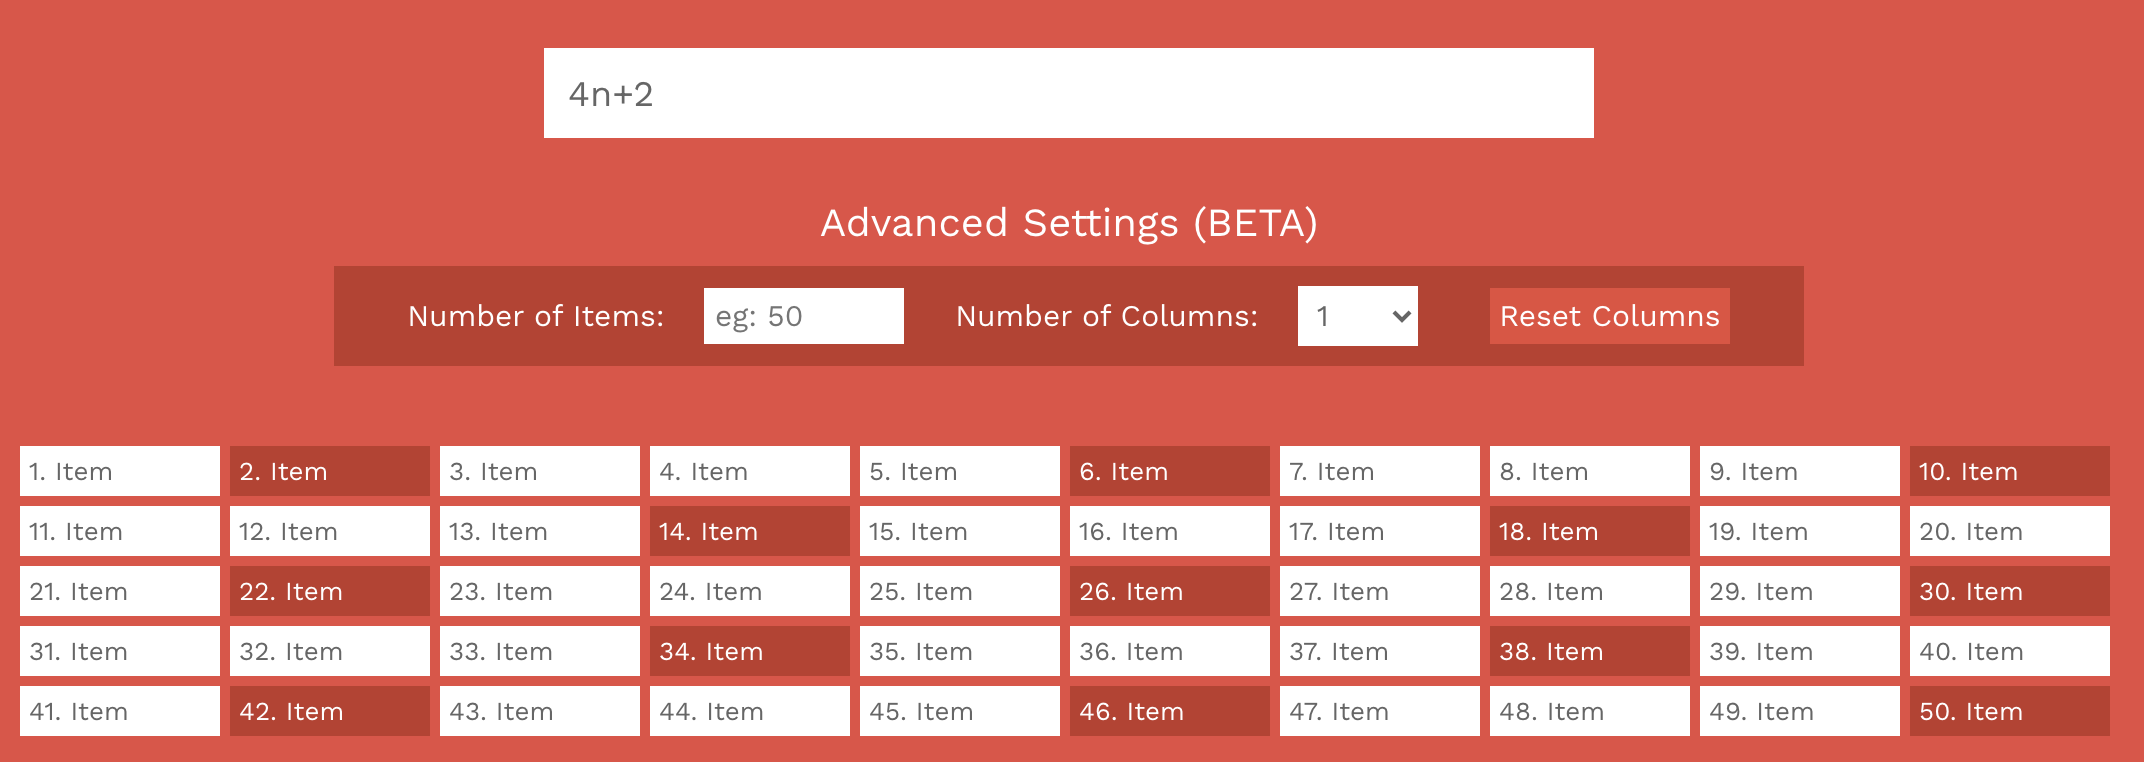 4n+2
Advanced Settings (BETA)
Number of Items: eg: 50 Number of Columns: 1 Reset Columns
1. Item 2. Item 3. Item 4. Item 5. Item 6. Item 7. Item 8. Item 9. Item 10. Item
11. Item 12. Item 13. Item 14. Item 15. Item 16. Item 17. Item 18. Item 19. Item 20. Item
21. Item 22. Item 23. Item 24. Item 25. Item 26. Item 27. Item 28. Item 29. Item 30. Item
31. Item 32. Item 33. Item 34. Item 35. Item 36. Item 37. Item 38. Item 39. Item 40. Item
41. Item 42. Item 43. Item 44. Item 45. Item 46. Item 47. Item 48. Item 49. Item 50. Item